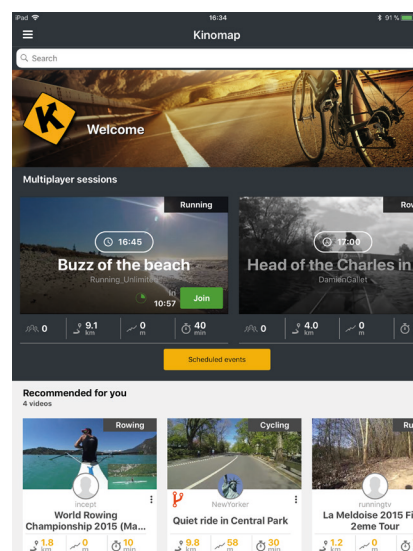 iPad 16:34 91 %
Kinomap
Search
K
Welcome
Multiplayer sessions
Running
16:45
Buzz of the beach
Running_Unlimited
in
10:57
Join
0 9.1 km 0 m 40 min
17:00
Head of the Charles in
DamienGallet
0 4.0 km 0 m
Scheduled events
Recommended for you
4 videos
Rowing
incept
World Rowing
Championship 2015 (Ma...
1.8 km 0 m 10 min
Cycling
NewYorker
Quiet ride in Central Park
9.8 km 58 m 30 min
runningtv
La Meldoise 2015 Fi
2eme Tour
1.2 km 0 m